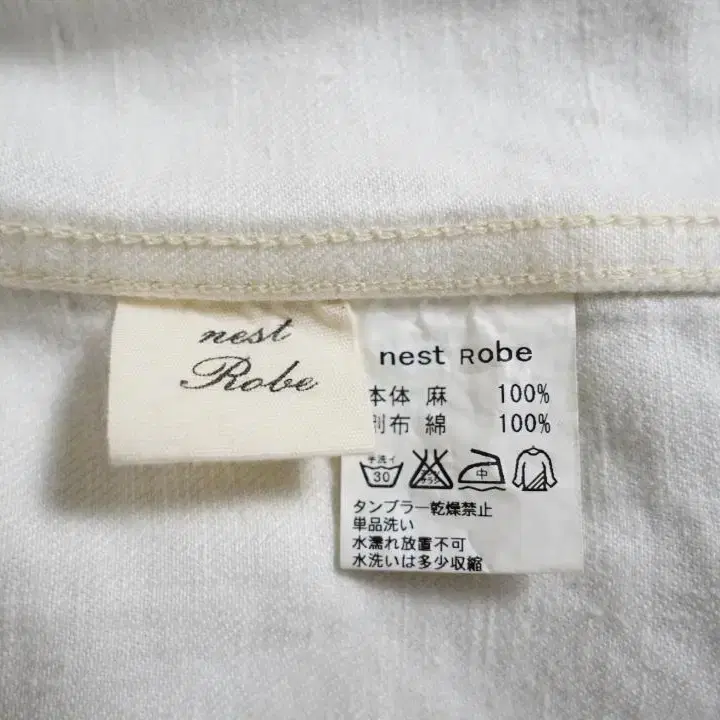 nest
Robe
nest Robe
本体 麻 100%
別布 綿 100%
手洗イ
30
中
タンブラー乾燥禁止
単品洗い
水濡れ放置不可
水洗いは多少収縮